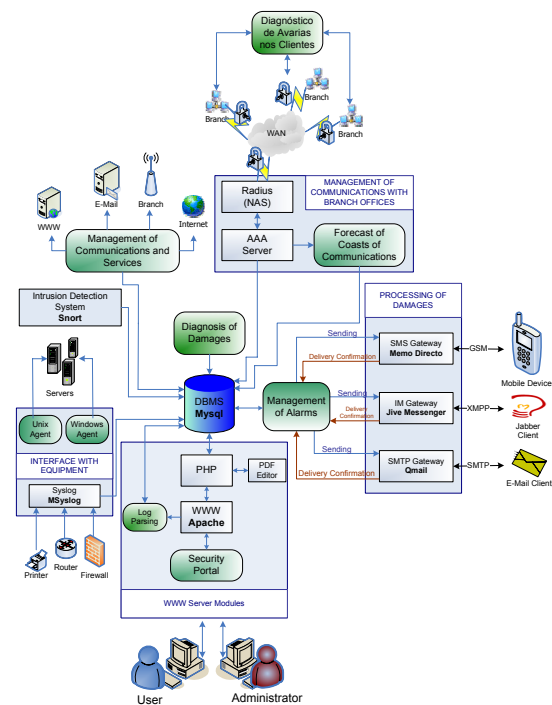 Diagnóstico
de Avarias
nos Clientes
Branch
Branch
Branch
WAN
E-Mail
Branch
WWW
Internet
Management of
Communications and
Services
Radius
(NAS)
MANAGEMENT OF
COMMUNICATIONS WITH
BRANCH OFFICES
AAA
Server
Forecast of
Coasts of
Communications
Intrusion Detection
System
Snort
Diagnosis of
Damages
PROCESSING OF
DAMAGES
Servers
Unix
Agent
Windows
Agent
INTERFACE WITH
EQUIPMENT
Syslog
MSyslog
Printer
Router
Firewall
DBMS
Mysql
Management
of Alarms
Sending
Delivery Confirmation
SMS Gateway
Memo Directo
GSM
Mobile Device
Sending
Delivery
Confirmation
IM Gateway
Jive Messenger
XMPP
Jabber
Client
Sending
Delivery Confirmation
SMTP Gateway
Qmail
SMTP
E-Mail Client
PHP
PDF
Editor
Log
Parsing
WWW
Apache
Security
Portal
WWW Server Modules
User
Administrator